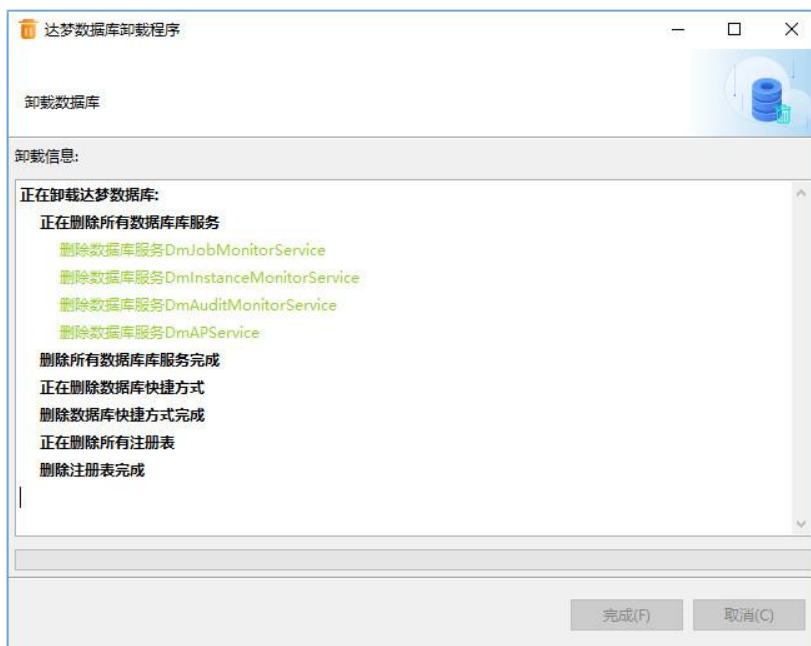 达梦数据库卸载程序
卸载数据库
卸载信息:
正在卸载达梦数据库:
正在删除所有数据库库服务
删除数据库服务DmJobMonitorService
删除数据库服务DmInstanceMonitorService
删除数据库服务DmAuditMonitorService
删除数据库服务DmAPService
删除所有数据库库服务完成
正在删除数据库快捷方式
删除数据库快捷方式完成
正在删除所有注册表
删除注册表完成
完成(F) 取消(C)